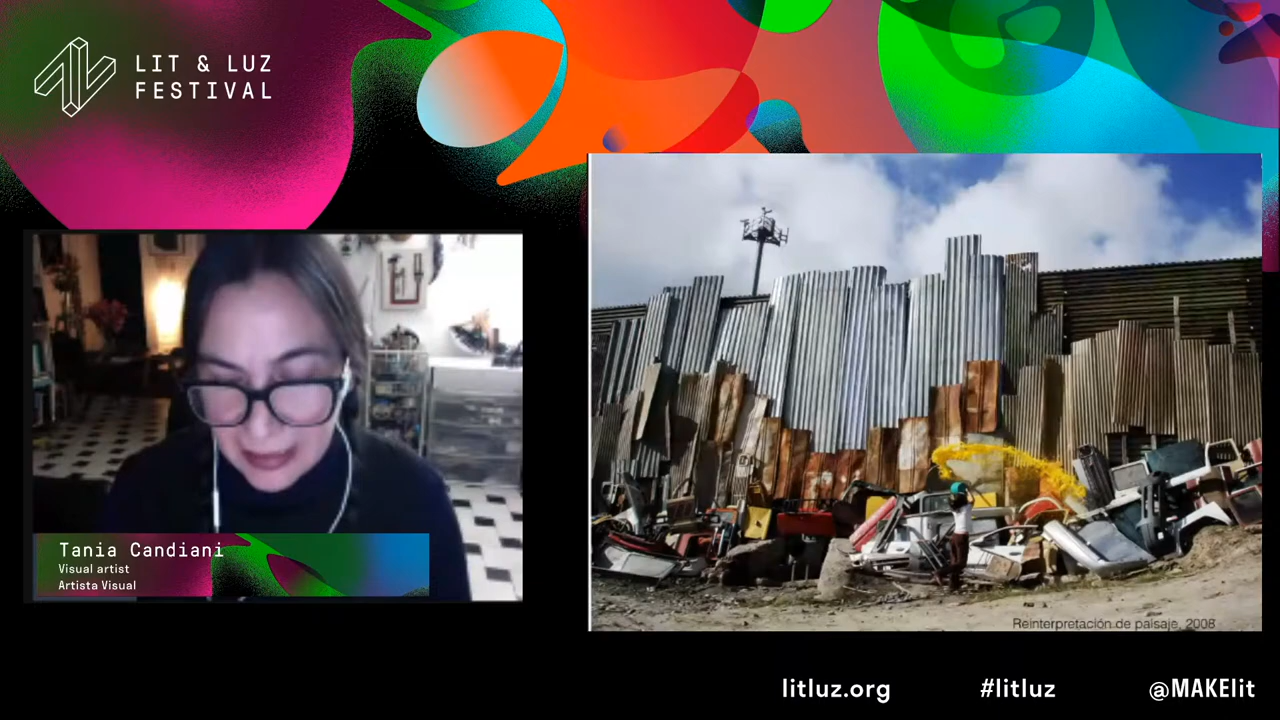 LIT & LUZ
FESTIVAL
Tania Candiani
Visual artist
Artista Visual
Reinterpretación de paisaje, 2008
litluz.org
#litluz
@MAKElit